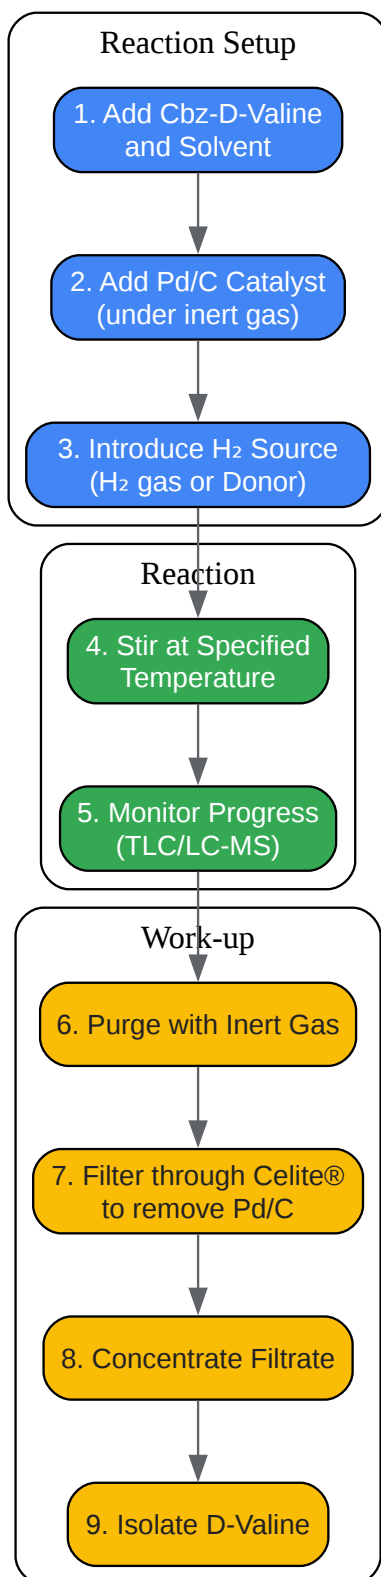 Reaction Setup
1. Add Cbz-D-Valine
and Solvent
2. Add Pd/C Catalyst
(under inert gas)
3. Introduce H₂ Source
(H₂ gas or Donor)
Reaction
4. Stir at Specified
Temperature
5. Monitor Progress
(TLC/LC-MS)
Work-up
6. Purge with Inert Gas
7. Filter through Celite®
to remove Pd/C
8. Concentrate Filtrate
9. Isolate D-Valine